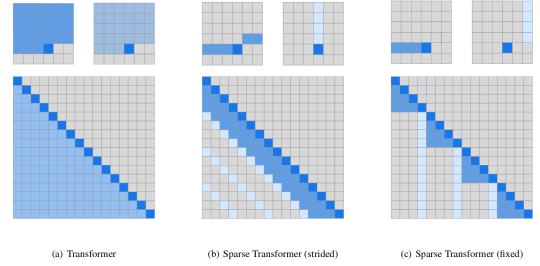 (a) Transformer
(b) Sparse Transformer (strided)
(c) Sparse Transformer (fixed)